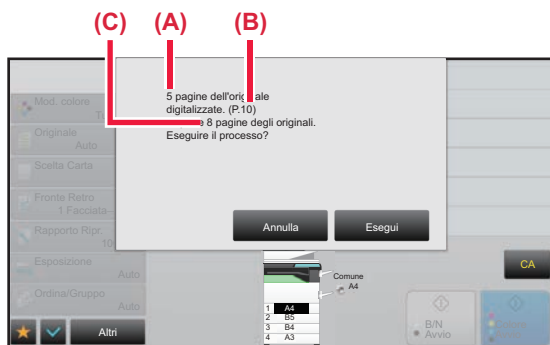 (C) (A) (B)
5 pagine dell'orig ale
digitalizzate. (P.10)
e 8 pagine degli originali.
Eseguire il processo?
Annulla Esegui
Mod. colore
Originale
Auto
Scelta Carta
Fronte Retro
1 Facciata
Rapporto Ripr.
10
Esposizione
Auto
Ordina/Gruppo
Auto
Altri
Comune
A4
1 A4
2 B5
3 B4
4 A3
CA
B/N
Avvio